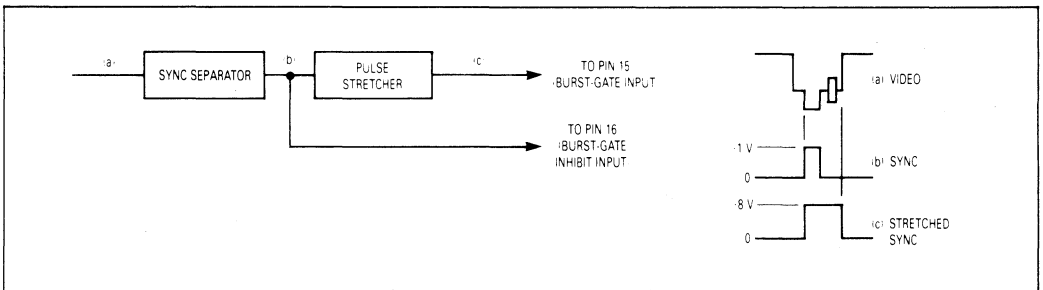 (a)
SYNC SEPARATOR
(b)
PULSE
STRETCHER
(c
TO PIN 15
(BURST-GATE INPUT
TO PIN 16
(BURST-GATE
INHIBIT INPUT
(a) VIDEO
1 V
0
(b) SYNC
8 V
0
(c) STRETCHED
SYNC